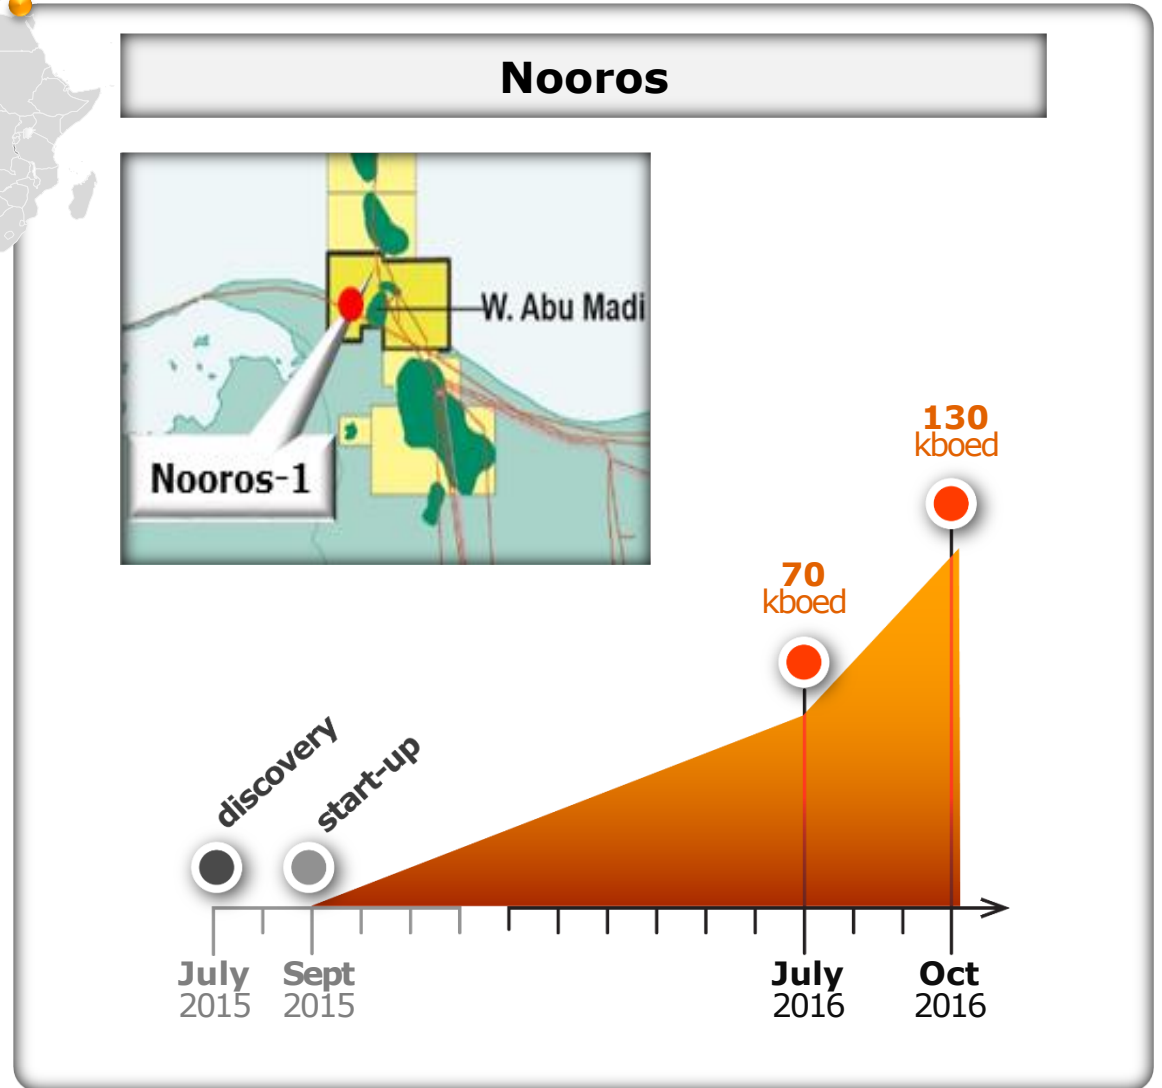 Nooros
W. Abu Madi
Nooros-1
130
kboed
70
kboed
discovery
start-up
July
2015
Sept
2015
July
2016
Oct
2016